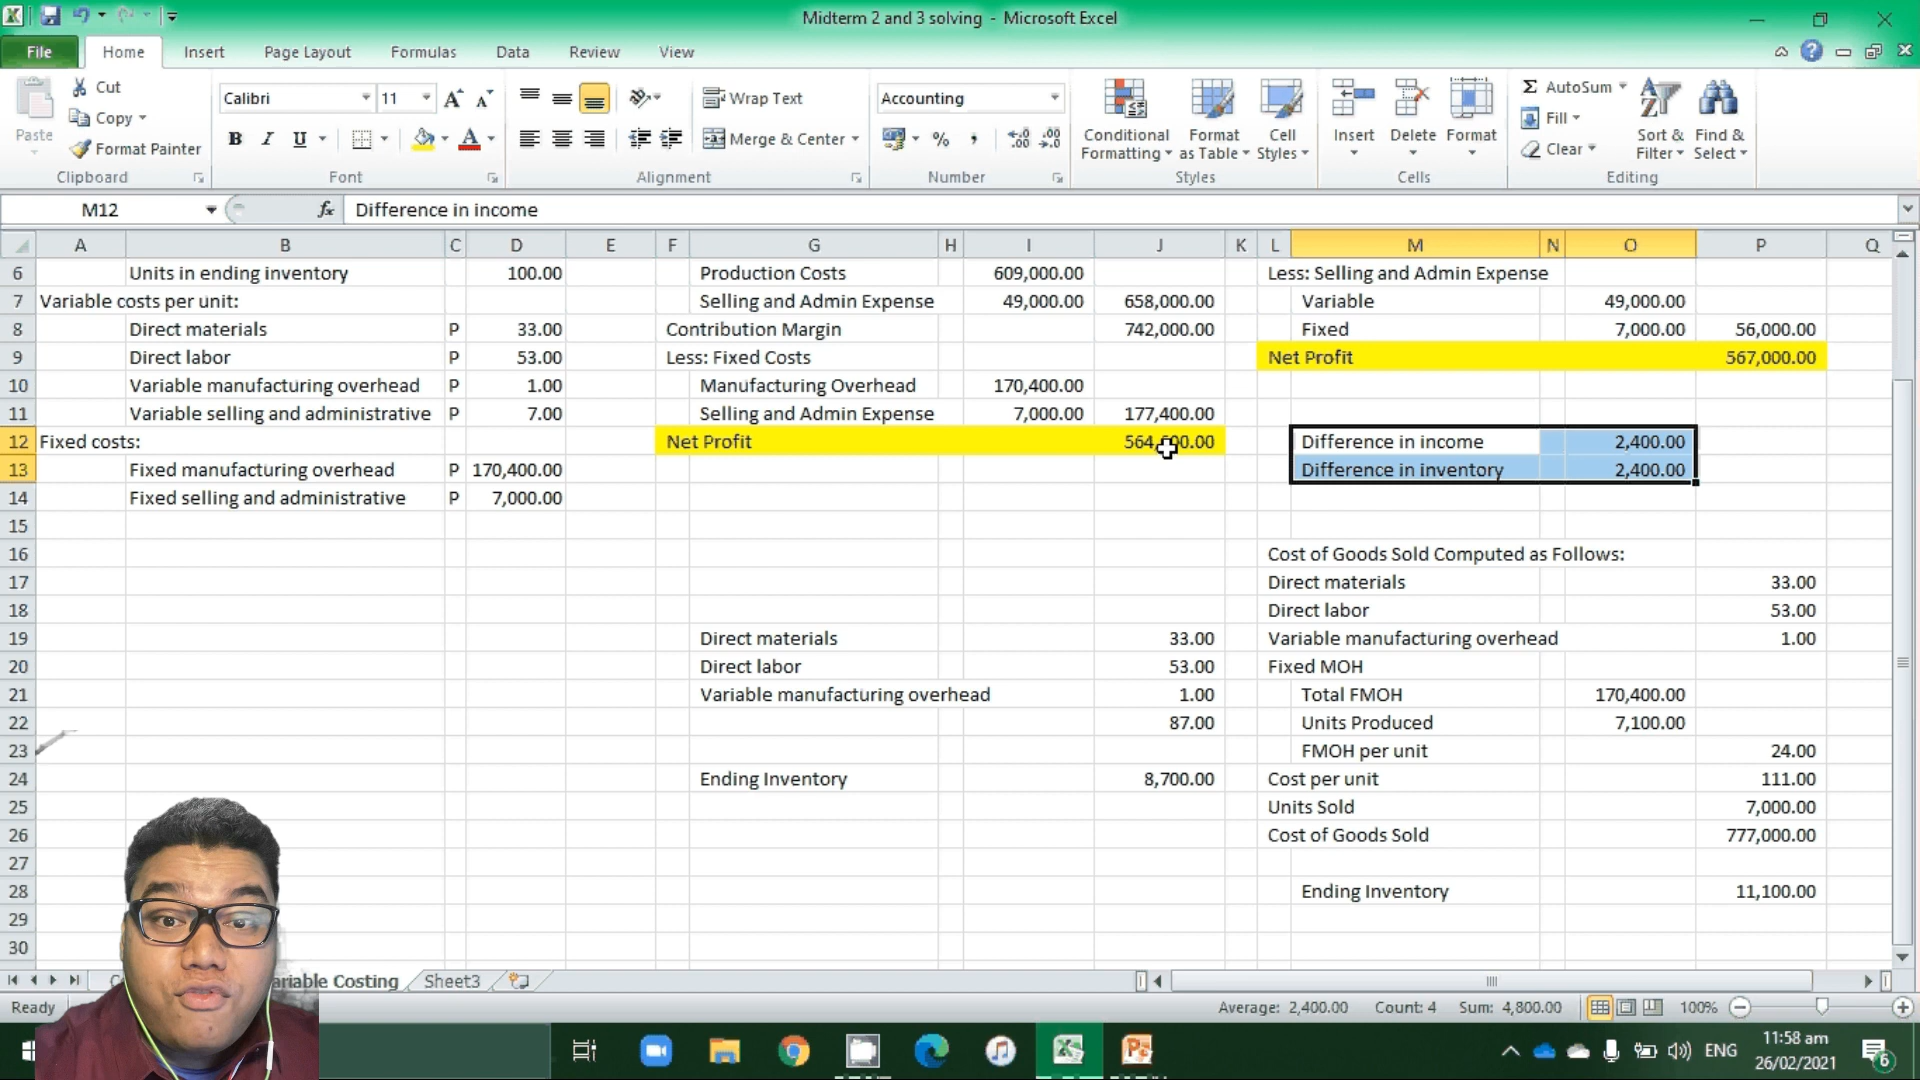 Midterm 2 and 3 solving - Microsoft Excel
File Home Insert Page Layout Formulas Data Review View
Paste Cut Copy Format Painter Clipboard
Calibri 11 B I U Font
Wrap Text Merge & Center Alignment
Accounting % , Number
Conditional Formatting Format as Table Cell Styles Styles
Insert Delete Format Cells
Σ AutoSum Fill Clear Sort & Filter Find & Select Editing
M12 fx Difference in income
A B C D E F G H I J K L M N O P Q
6 Units in ending inventory 100.00 Production Costs 609,000.00 Less: Selling and Admin Expense
7 Variable costs per unit: Selling and Admin Expense 49,000.00 658,000.00 Variable 49,000.00
8 Direct materials P 33.00 Contribution Margin 742,000.00 Fixed 7,000.00 56,000.00
9 Direct labor P 53.00 Less: Fixed Costs Net Profit 567,000.00
10 Variable manufacturing overhead P 1.00 Manufacturing Overhead 170,400.00
11 Variable selling and administrative P 7.00 Selling and Admin Expense 7,000.00 177,400.00
12 Fixed costs: Net Profit Difference in income 2,400.00
13 Fixed manufacturing overhead P 170,400.00 Difference in inventory 2,400.00
14 Fixed selling and administrative P 7,000.00
15
16 Cost of Goods Sold Computed as Follows:
17 Direct materials 33.00
18 Direct labor 53.00
19 Direct materials 33.00 Variable manufacturing overhead 1.00
20 Direct labor 53.00 Fixed MOH
21 Variable manufacturing overhead 1.00 Total FMOH 170,400.00
22 87.00 Units Produced 7,100.00
23 FMOH per unit 24.00
24 Ending Inventory 8,700.00 Cost per unit 111.00
25 Units Sold 7,000.00
26 Cost of Goods Sold 777,000.00
27
28 Ending Inventory 11,100.00
29
30
Costing Sheet3
Ready Average: 2,400.00 Count: 4 Sum: 4,800.00 100%
ENG 11:58 am
26/02/2021 6